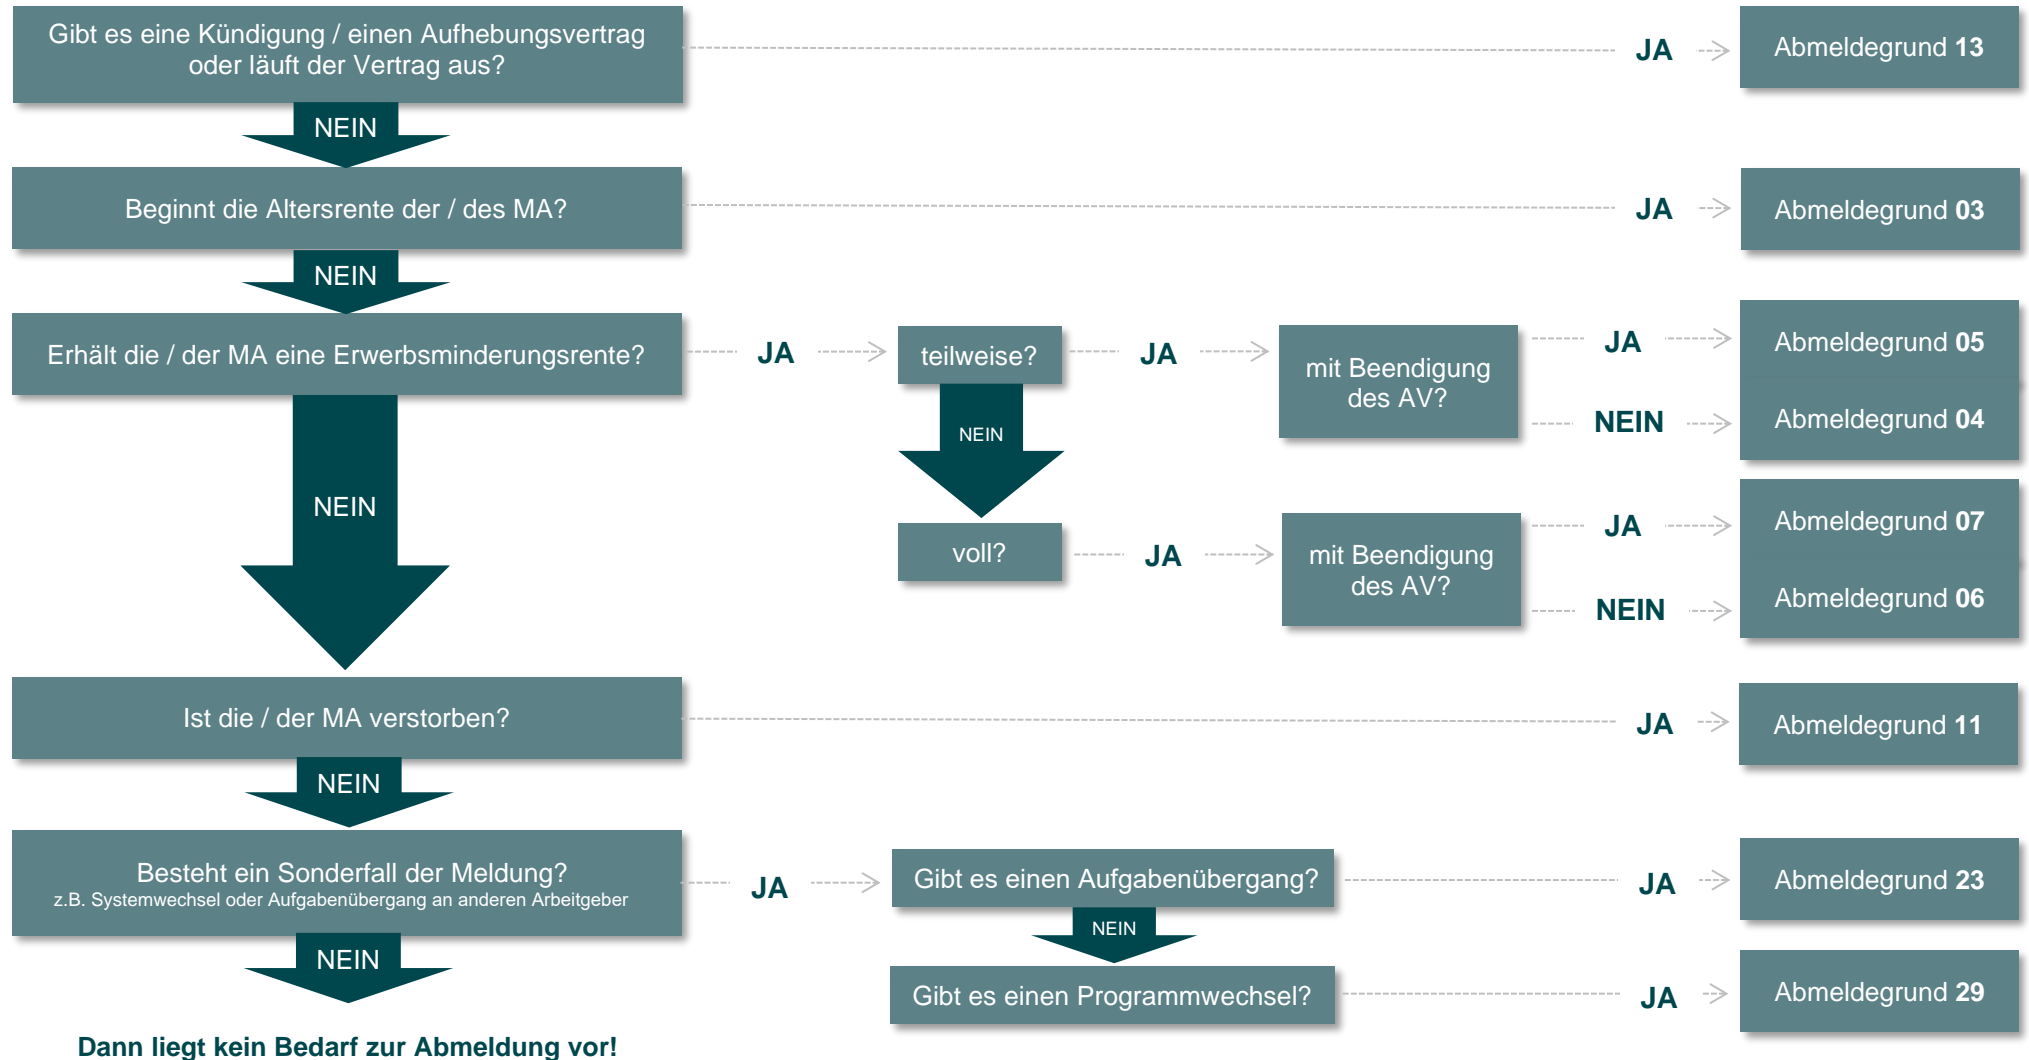 Gibt es eine Kündigung / einen Aufhebungsvertrag
oder läuft der Vertrag aus?
JA
Abmeldegrund 13
NEIN
Beginnt die Altersrente der / des MA?
JA
Abmeldegrund 03
NEIN
Erhält die / der MA eine Erwerbsminderungsrente?
JA
teilweise?
JA
mit Beendigung
des AV?
JA
Abmeldegrund 05
NEIN
Abmeldegrund 04
NEIN
NEIN
voll?
JA
mit Beendigung
des AV?
JA
Abmeldegrund 07
NEIN
Abmeldegrund 06
Ist die / der MA verstorben?
JA
Abmeldegrund 11
NEIN
Besteht ein Sonderfall der Meldung?
z.B. Systemwechsel oder Aufgabenübergang an anderen Arbeitgeber
JA
Gibt es einen Aufgabenübergang?
JA
Abmeldegrund 23
NEIN
NEIN
Gibt es einen Programmwechsel?
JA
Abmeldegrund 29
Dann liegt kein Bedarf zur Abmeldung vor!